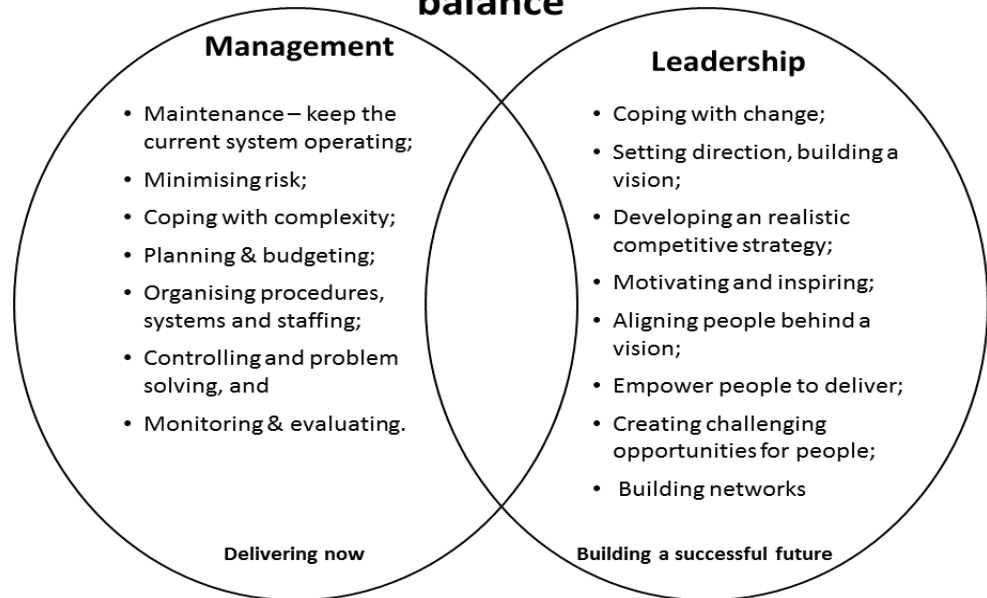 balance
Management
• Maintenance – keep the
current system operating;
• Minimising risk;
• Coping with complexity;
• Planning & budgeting;
• Organising procedures,
systems and staffing;
• Controlling and problem
solving, and
• Monitoring & evaluating.
Delivering now
Leadership
• Coping with change;
• Setting direction, building a
vision;
• Developing an realistic
competitive strategy;
• Motivating and inspiring;
• Aligning people behind a
vision;
• Empower people to deliver;
• Creating challenging
opportunities for people;
• Building networks
Building a successful future